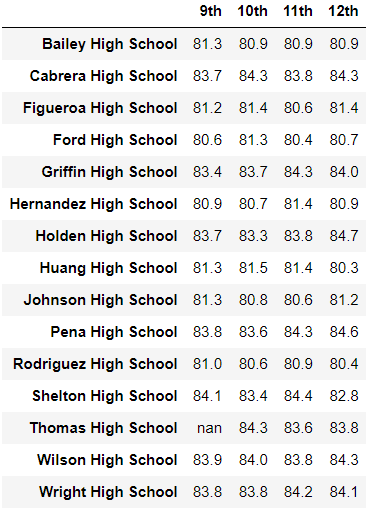 9th 10th 11th 12th
Bailey High School 81.3 80.9 80.9 80.9
Cabrera High School 83.7 84.3 83.8 84.3
Figueroa High School 81.2 81.4 80.6 81.4
Ford High School 80.6 81.3 80.4 80.7
Griffin High School 83.4 83.7 84.3 84.0
Hernandez High School 80.9 80.7 81.4 80.9
Holden High School 83.7 83.3 83.8 84.7
Huang High School 81.3 81.5 81.4 80.3
Johnson High School 81.3 80.8 80.6 81.2
Pena High School 83.8 83.6 84.3 84.6
Rodriguez High School 81.0 80.6 80.9 80.4
Shelton High School 84.1 83.4 84.4 82.8
Thomas High School nan 84.3 83.6 83.8
Wilson High School 83.9 84.0 83.8 84.3
Wright High School 83.8 83.8 84.2 84.1